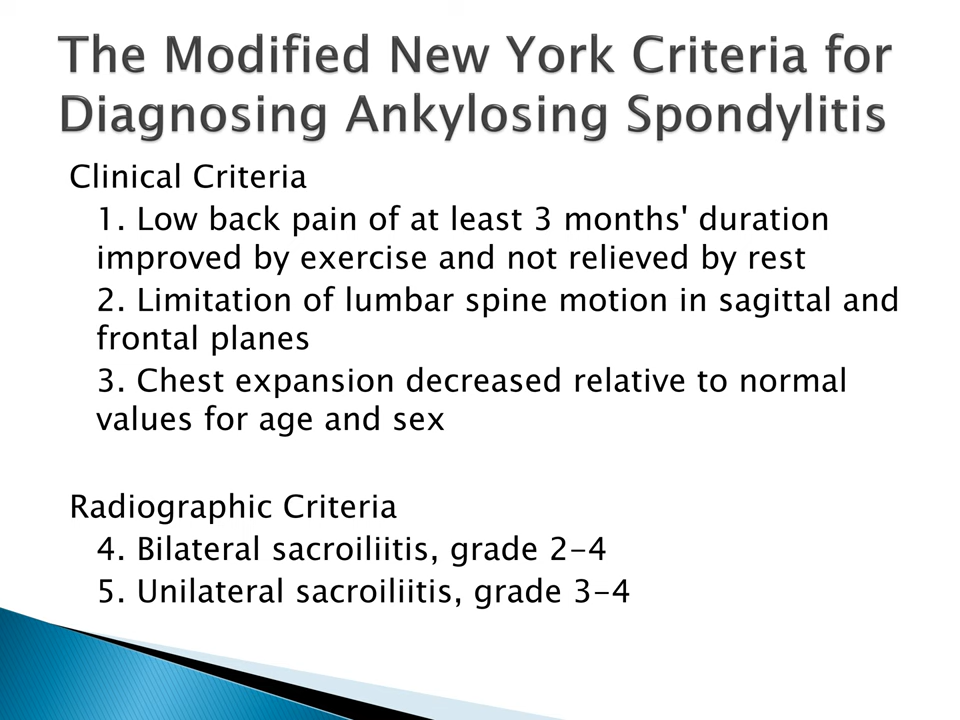 The Modified New York Criteria for
Diagnosing Ankylosing Spondylitis
Clinical Criteria
1. Low back pain of at least 3 months' duration
improved by exercise and not relieved by rest
2. Limitation of lumbar spine motion in sagittal and
frontal planes
3. Chest expansion decreased relative to normal
values for age and sex
Radiographic Criteria
4. Bilateral sacroiliitis, grade 2-4
5. Unilateral sacroiliitis, grade 3-4